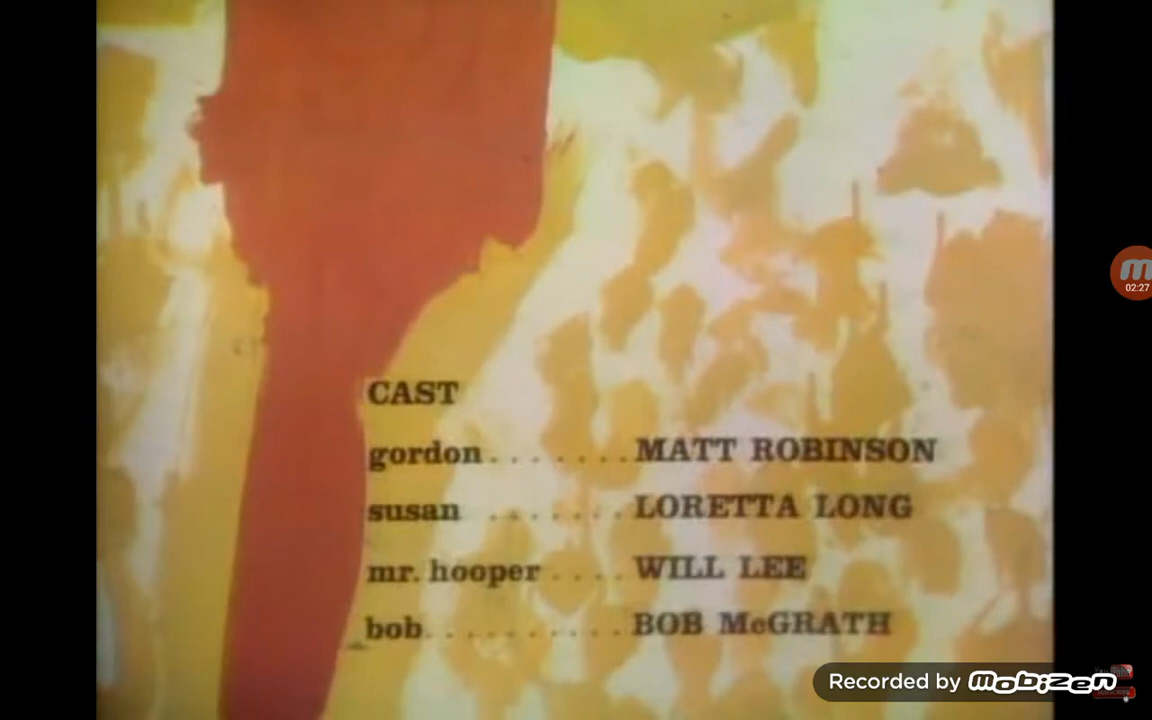 CAST
gordon.......MATT ROBINSON
susan .......LORETTA LONG
mr. hooper ....WILL LEE
bob..........BOB McGRATH
02:27
Recorded by mobizen